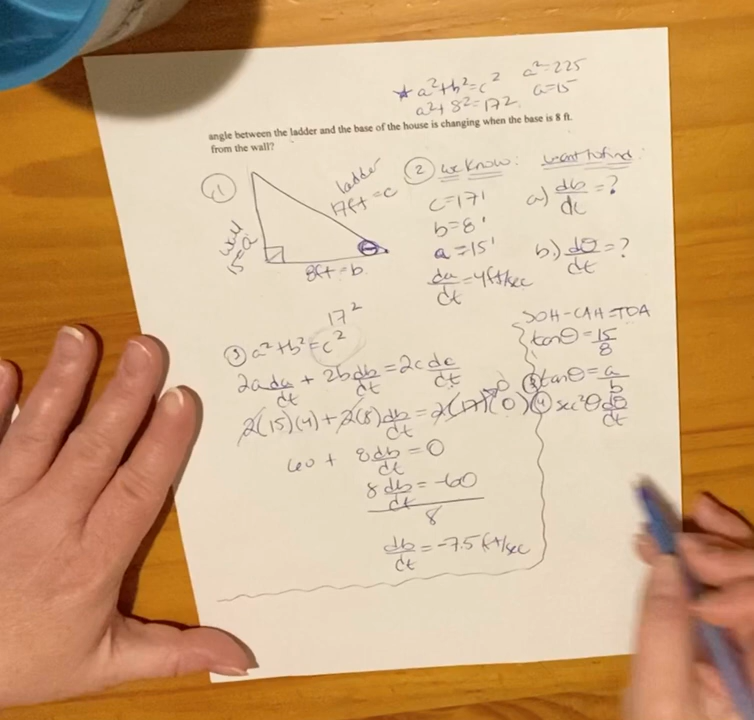 ★ a²+b²=c² a²=225
a²+8²=17² a=15
angle between the ladder and the base of the house is changing when the base is 8 ft.
from the wall?
①
ladder
17ft=c
wall
15=a
θ
8ft=b
② we know:
c=17'
b=8'
a=15'
da/dt=4ft/sec
want to find:
a) db/dt=?
b.) dθ/dt=?
17²
③ a²+b²=c²
2a da/dt + 2b db/dt = 2c dc/dt
2(15)(4)+2(8) db/dt = 2(17)(0) 0
60 + 8 db/dt = 0
8 db/dt = -60
8
db/dt = -7.5 ft/sec
SOH-CAH-TOA
tanθ=15/8
③ tanθ=a/b
④ sec²θ dθ/dt